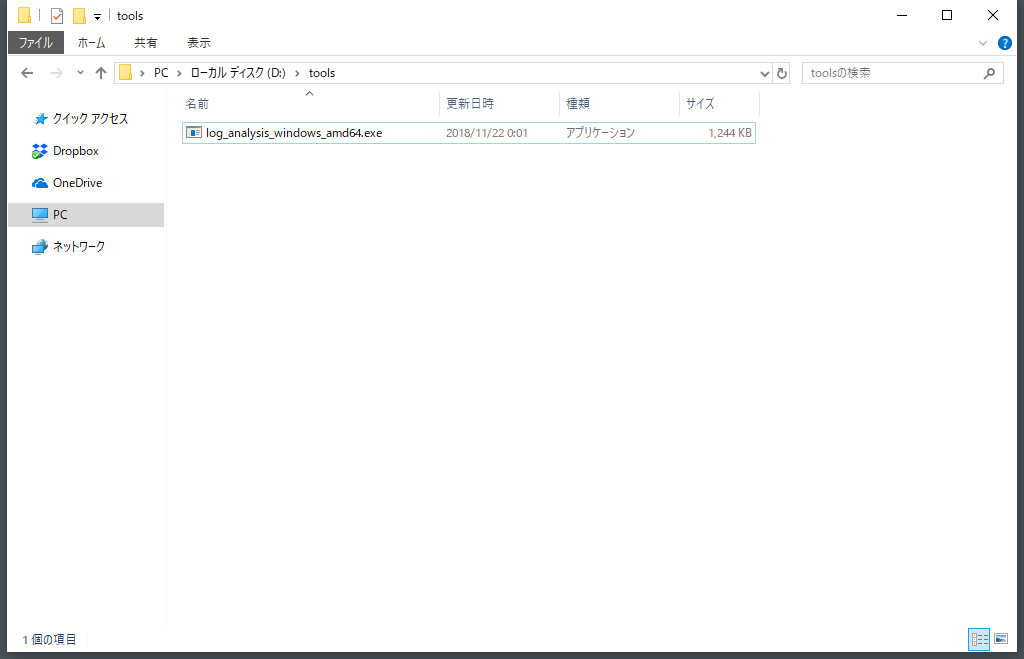 tools
ファイル ホーム 共有 表示
PC ローカル ディスク (D:) tools toolsの検索
名前 更新日時 種類 サイズ
log_analysis_windows_amd64.exe 2018/11/22 0:01 アプリケーション 1,244 KB
クイック アクセス
Dropbox
OneDrive
PC
ネットワーク
1 個の項目